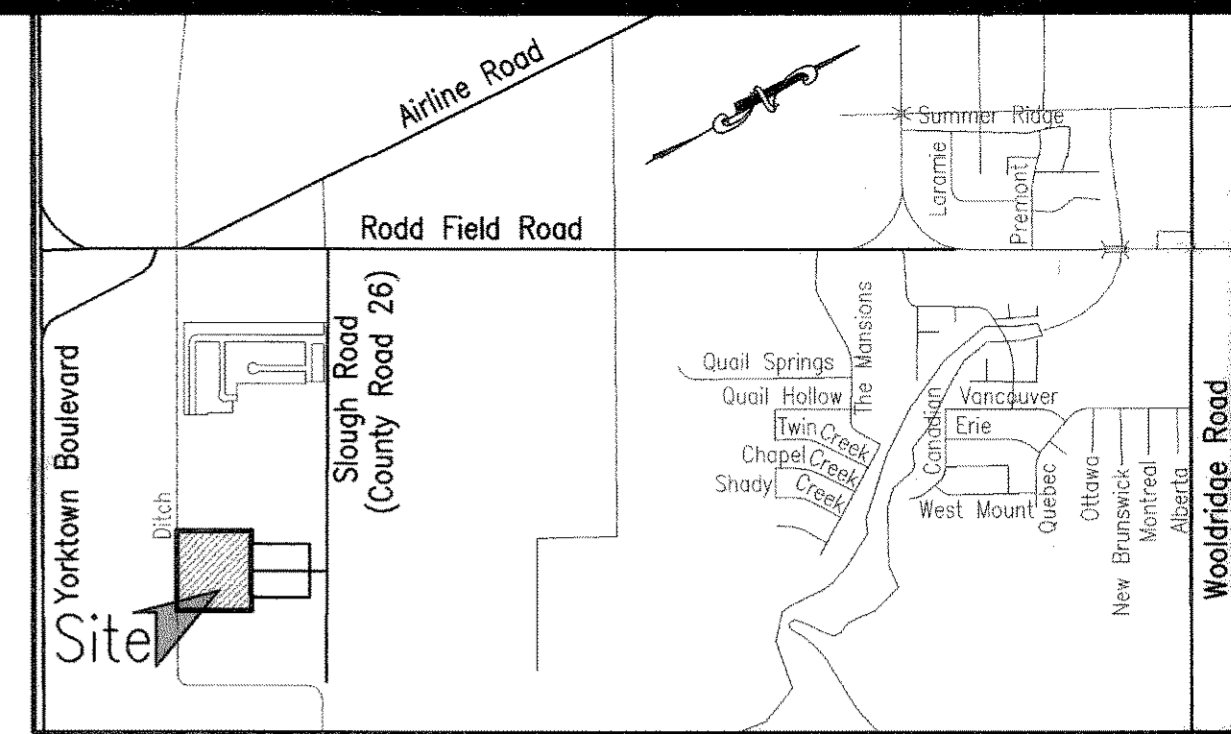 Airline Road
Summer Ridge
Laramie
Premont
Rodd Field Road
Slough Road
(County Road 26)
Yorktown Boulevard
Ditch
Site
The Mansions
Quail Springs
Quail Hollow
Twin Creek
Chapel Creek
Shady Creek
Canadian
Vancouver
Erie
West Mount
Quebec
Ottawa
New Brunswick
Montreal
Alberta
Wooldridge Road